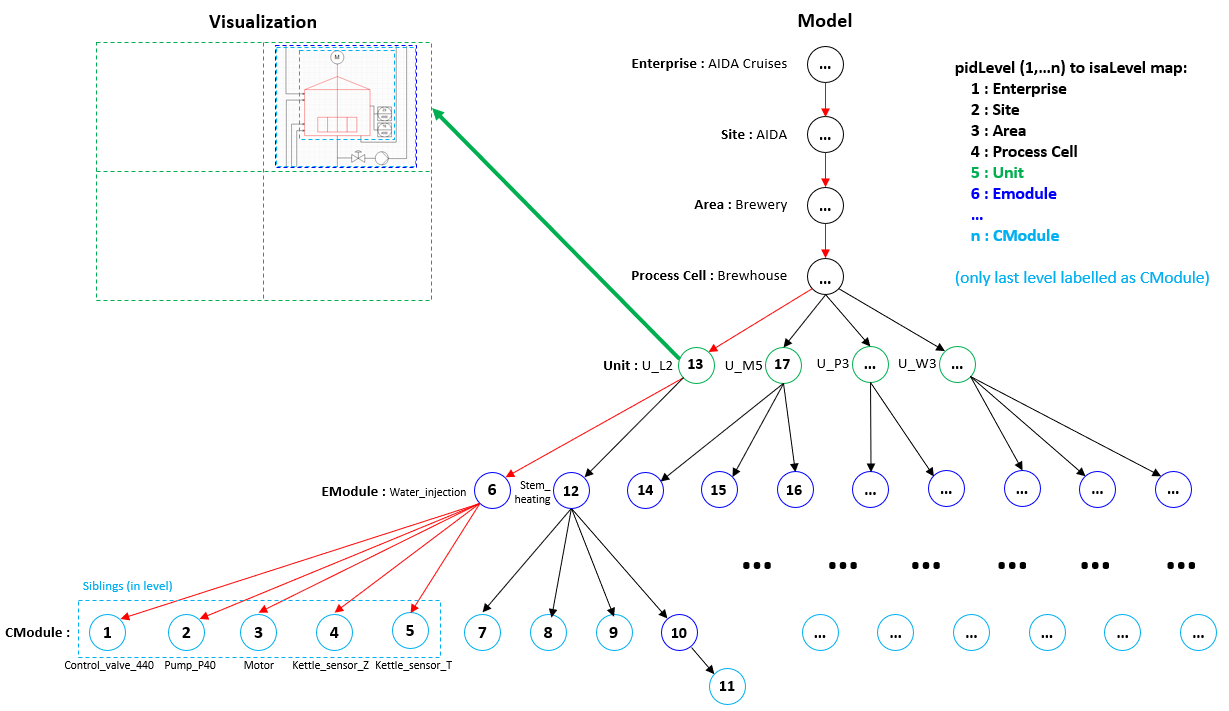 Visualization
Model
M
Enterprise : AIDA Cruises
...
Site : AIDA
...
Area : Brewery
...
Process Cell : Brewhouse
...
pidLevel (1,...n) to isaLevel map:
1 : Enterprise
2 : Site
3 : Area
4 : Process Cell
5 : Unit
6 : Emodule
...
n : CModule
(only last level labelled as CModule)
Unit : U_L2
13
U_M5
17
U_P3
...
U_W3
...
EModule : Water_injection
6
Stem_
heating
12
14
15
16
...
...
...
...
...
...
...
...
...
...
...
Siblings (in level)
CModule :
1
2
3
4
5
7
8
9
10
...
...
...
...
...
...
Control_valve_440
Pump_P40
Motor
Kettle_sensor_Z
Kettle_sensor_T
11